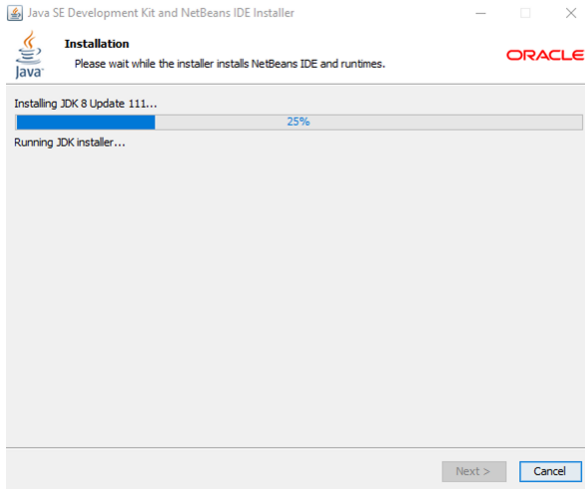 Java SE Development Kit and NetBeans IDE Installer
Installation
Please wait while the installer installs NetBeans IDE and runtimes.
Java
ORACLE
Installing JDK 8 Update 111...
25%
Running JDK installer...
Next >
Cancel